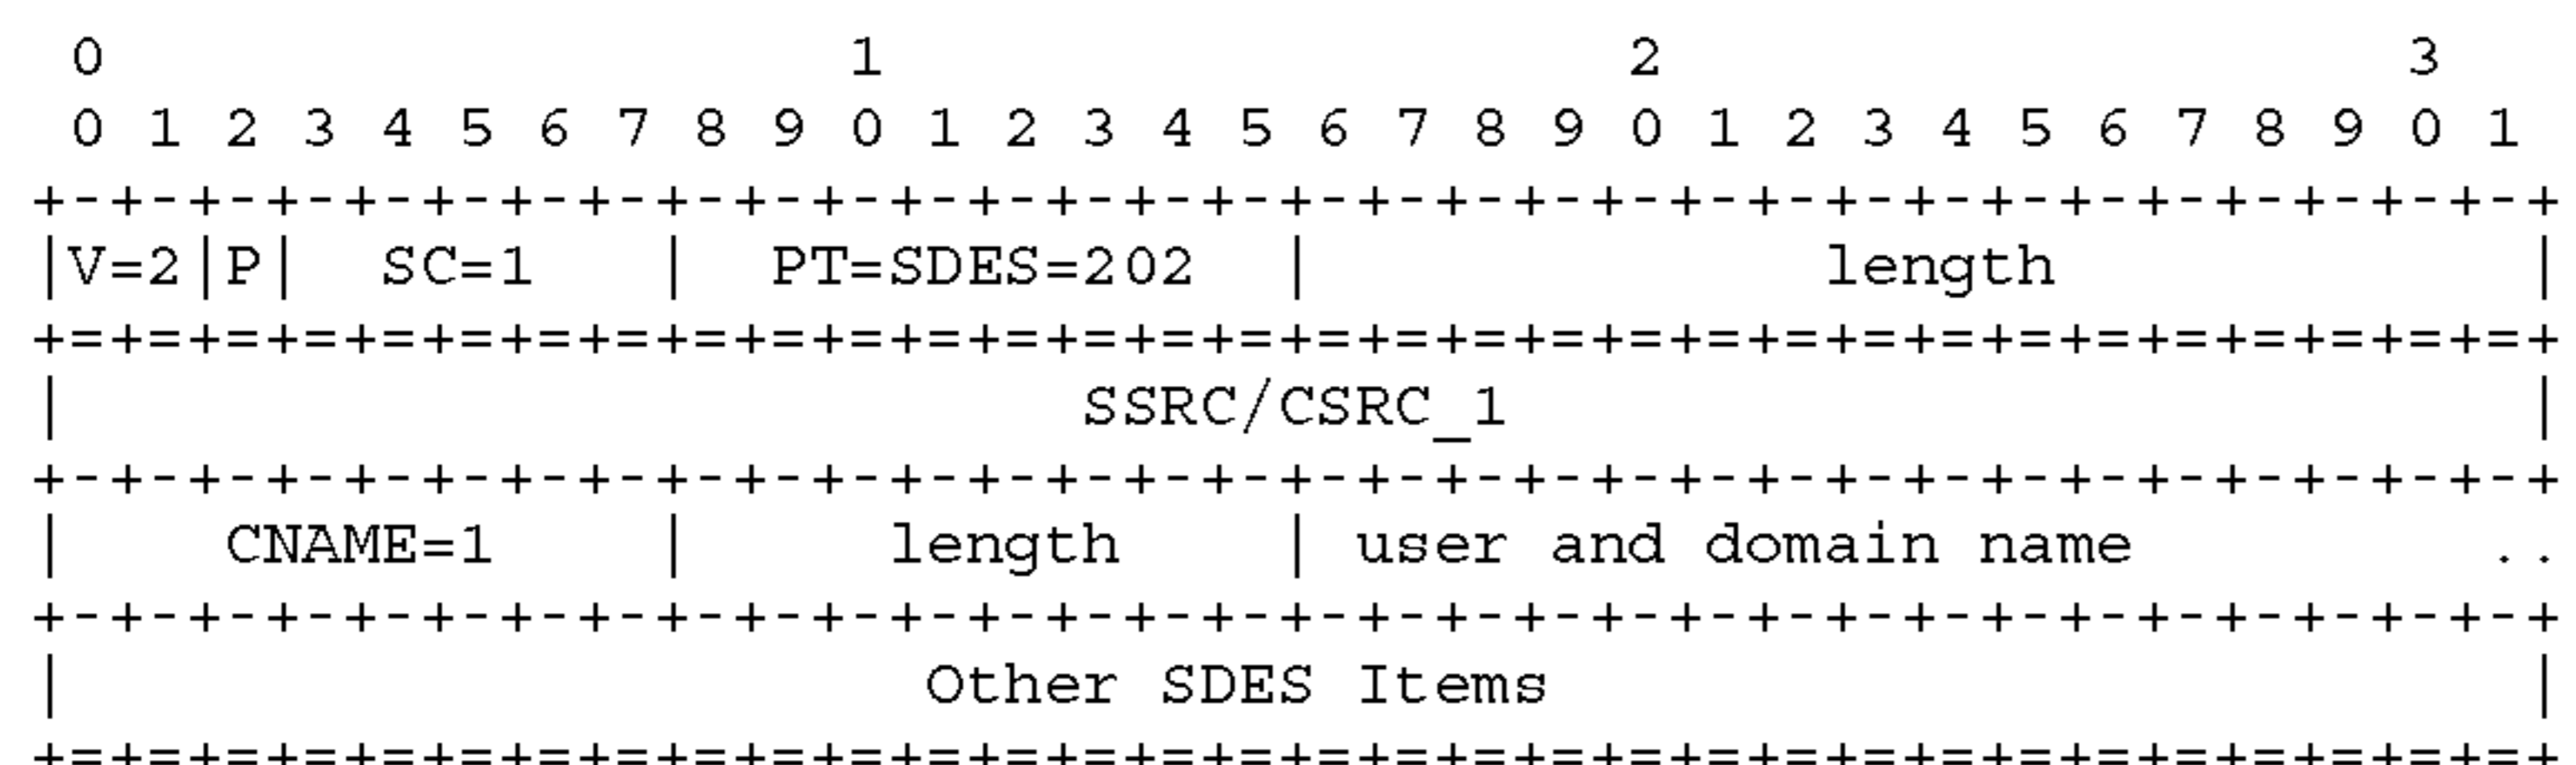 0                   1                   2                   3
 0 1 2 3 4 5 6 7 8 9 0 1 2 3 4 5 6 7 8 9 0 1 2 3 4 5 6 7 8 9 0 1
+-+-+-+-+-+-+-+-+-+-+-+-+-+-+-+-+-+-+-+-+-+-+-+-+-+-+-+-+-+-+-+-+
|V=2|P|  SC=1   |  PT=SDES=202  |             length            |
+=+=+=+=+=+=+=+=+=+=+=+=+=+=+=+=+=+=+=+=+=+=+=+=+=+=+=+=+=+=+=+=+
|                          SSRC/CSRC_1                          |
+-+-+-+-+-+-+-+-+-+-+-+-+-+-+-+-+-+-+-+-+-+-+-+-+-+-+-+-+-+-+-+-+
|    CNAME=1    |     length    | user and domain name         ..
+-+-+-+-+-+-+-+-+-+-+-+-+-+-+-+-+-+-+-+-+-+-+-+-+-+-+-+-+-+-+-+-+
|                      Other SDES Items                         |
+=+=+=+=+=+=+=+=+=+=+=+=+=+=+=+=+=+=+=+=+=+=+=+=+=+=+=+=+=+=+=+=+